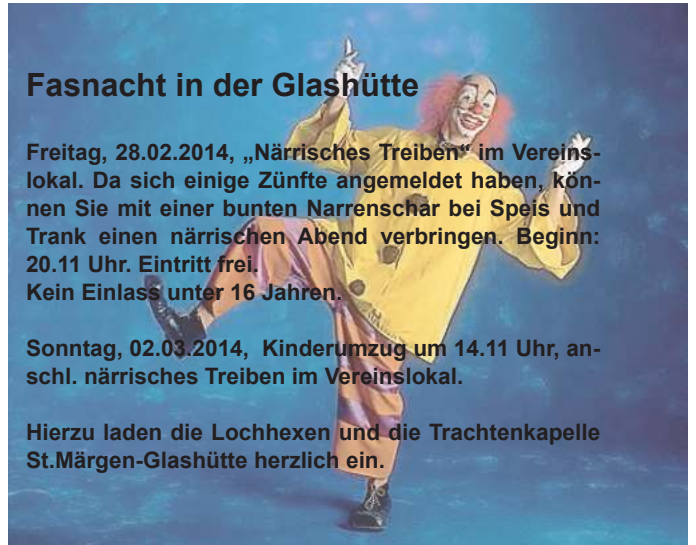 Fasnacht in der Glashütte
Freitag, 28.02.2014, „Närrisches Treiben“ im Vereins-
lokal. Da sich einige Zünfte angemeldet haben, kön-
nen Sie mit einer bunten Narrenschar bei Speis und
Trank einen närrischen Abend verbringen. Beginn:
20.11 Uhr. Eintritt frei.
Kein Einlass unter 16 Jahren.
Sonntag, 02.03.2014, Kinderumzug um 14.11 Uhr, an-
schl. närrisches Treiben im Vereinslokal.
Hierzu laden die Lochhexen und die Trachtenkapelle
St.Märgen-Glashütte herzlich ein.